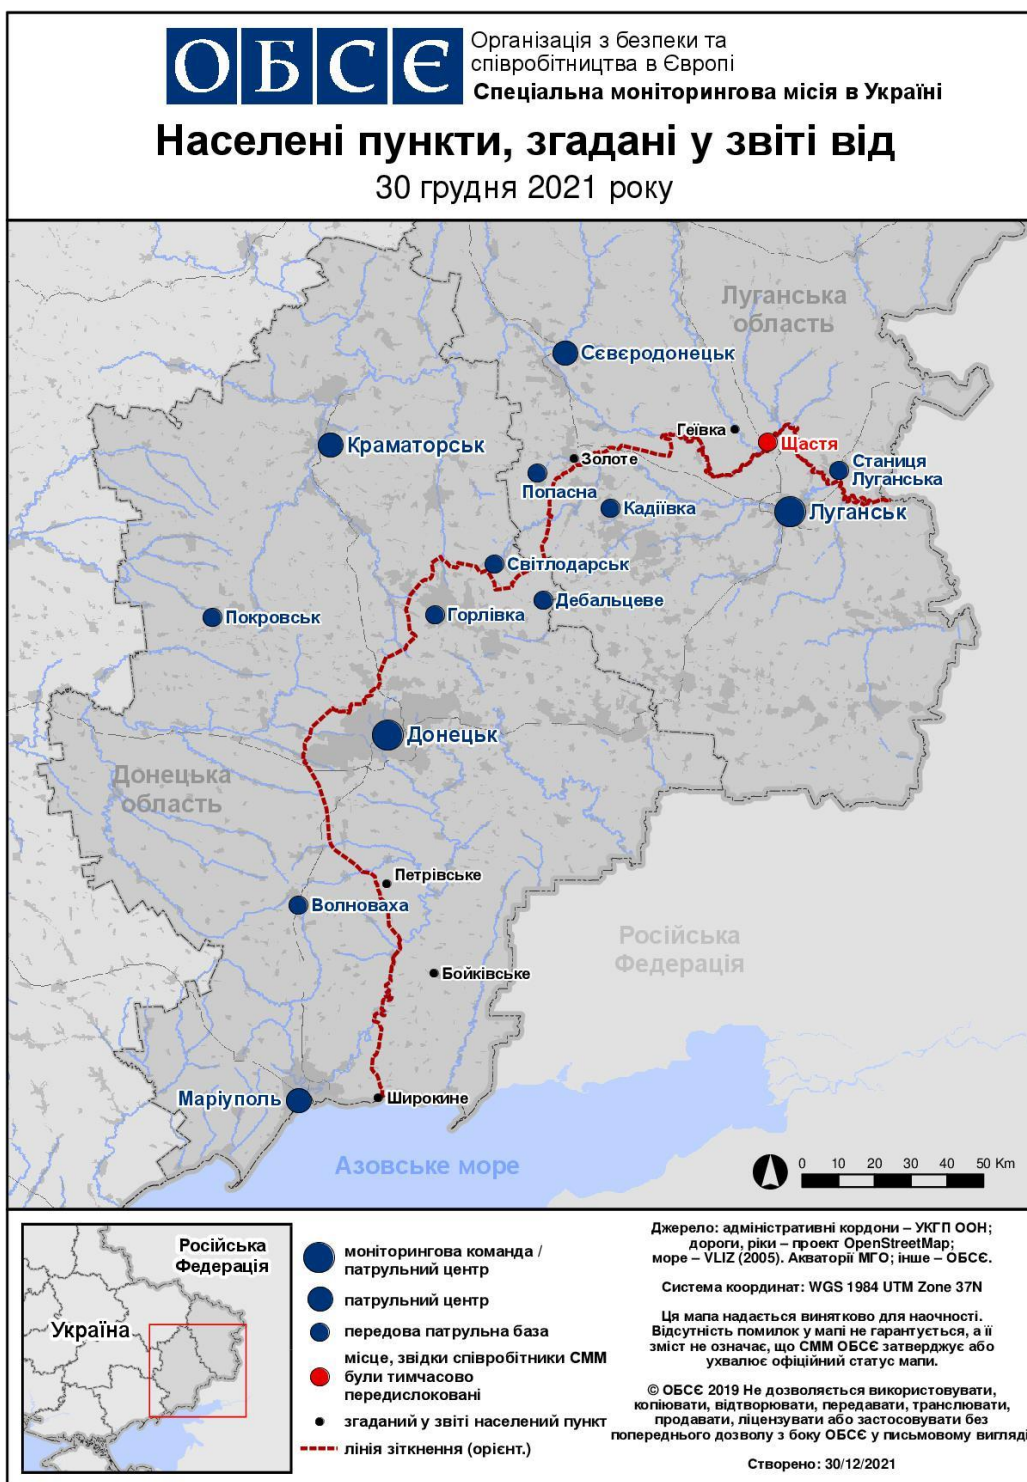 ОБСЄ
Організація з безпеки та
співробітництва в Європі
Спеціальна моніторингова місія в Україні
Населені пункти, згадані у звіті від
30 грудня 2021 року
Луганська
область
Сєвєродонецьк
Геївка
Щастя
Краматорськ
Золоте
Станиця
Луганська
Попасна
Кадіївка
Луганськ
Світлодарськ
Дебальцеве
Покровськ
Горлівка
Донецьк
Донецька
область
Петрівське
Волноваха
Російська
Федерація
Бойківське
Маріуполь
Широкине
Азовське море
0 10 20 30 40 50 Km
Російська
Федерація
Україна
моніторингова команда /
патрульний центр
патрульний центр
передова патрульна база
місце, звідки співробітники СММ
були тимчасово
передислоковані
згаданий у звіті населений пункт
лінія зіткнення (орієнт.)
Джерело: адміністративні кордони – УКГП ООН;
дороги, ріки – проект OpenStreetMap;
море – VLIZ (2005). Акваторії МГО; інше – ОБСЄ.
Система координат: WGS 1984 UTM Zone 37N
Ця мапа надається винятково для наочності.
Відсутність помилок у мапі не гарантується, а її
зміст не означає, що СММ ОБСЄ затверджує або
ухвалює офіційний статус мапи.
© ОБСЄ 2019 Не дозволяється використовувати,
копіювати, відтворювати, передавати, транслювати,
продавати, ліцензувати або застосовувати без
попереднього дозволу з боку ОБСЄ у письмовому вигляді
Створено: 30/12/2021